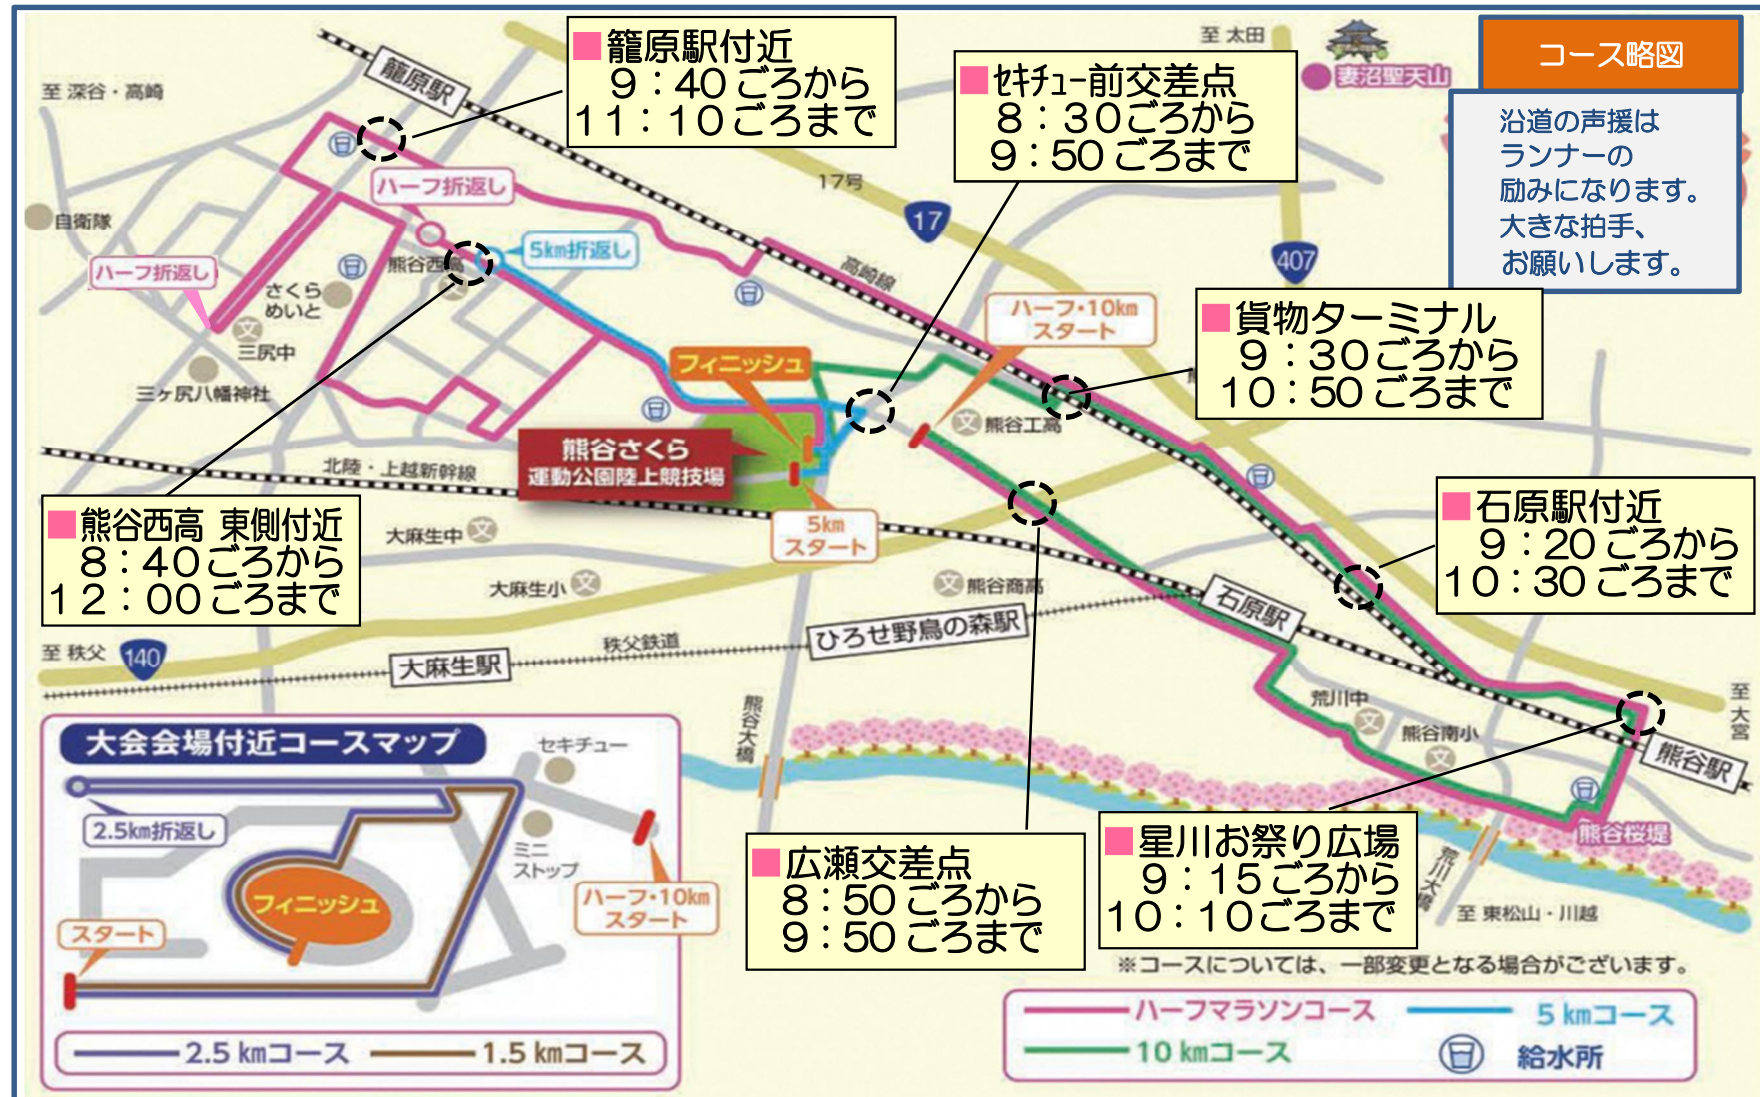 コース略図
沿道の声援は
ランナーの
励みになります。
大きな拍手、
お願いします。
■籠原駅付近
9：40ごろから
11：10ごろまで
■ｾｷﾁｭｰ前交差点
8：30ごろから
9：50ごろまで
■貨物ターミナル
9：30ごろから
10：50ごろまで
■石原駅付近
9：20ごろから
10：30ごろまで
■熊谷西高 東側付近
8：40ごろから
12：00ごろまで
■広瀬交差点
8：50ごろから
9：50ごろまで
■星川お祭り広場
9：15ごろから
10：10ごろまで
至 太田
妻沼聖天山
至 深谷・高崎
籠原駅
17号
17
407
自衛隊
ハーフ折返し
ハーフ折返し
5km折返し
熊谷西高
さくら
めいと
三尻中
三ヶ尻八幡神社
高崎線
ハーフ・10km
スタート
フィニッシュ
熊谷さくら
運動公園陸上競技場
熊谷工高
北陸・上越新幹線
5km
スタート
大麻生中
大麻生小
熊谷商高
石原駅
ひろせ野鳥の森駅
秩父鉄道
大麻生駅
至 秩父
140
熊谷大橋
荒川中
熊谷南小
至 大宮
熊谷駅
熊谷桜堤
荒川大橋
至 東松山・川越
大会会場付近コースマップ
セキチュー
2.5km折返し
ミニ
ストップ
フィニッシュ
スタート
ハーフ・10km
スタート
2.5 kmコース
1.5 kmコース
※コースについては、一部変更となる場合がございます。
ハーフマラソンコース
5 kmコース
10 kmコース
給水所